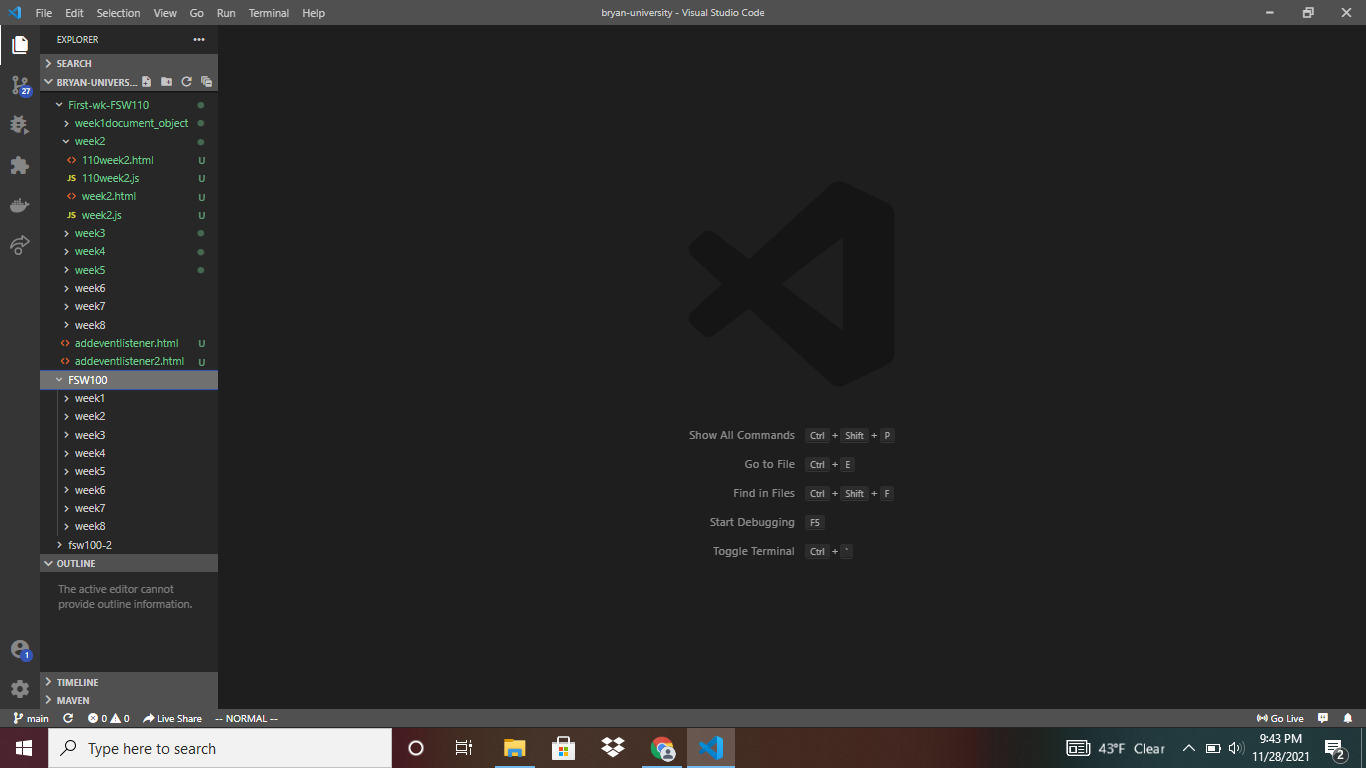 File Edit Selection View Go Run Terminal Help
bryan-university - Visual Studio Code
EXPLORER
SEARCH
BRYAN-UNIVERS...
27
First-wk-FSW110
week1document_object
week2
110week2.html U
JS 110week2.js U
week2.html U
JS week2.js U
week3
week4
week5
week6
week7
week8
addeventlistener.html U
addeventlistener2.html U
FSW100
week1
week2
week3
week4
week5
week6
week7
week8
fsw100-2
OUTLINE
The active editor cannot
provide outline information.
1
TIMELINE
MAVEN
Show All Commands Ctrl + Shift + P
Go to File Ctrl + E
Find in Files Ctrl + Shift + F
Start Debugging F5
Toggle Terminal Ctrl + `
main 0 0 Live Share -- NORMAL -- Go Live
Type here to search
43°F Clear
9:43 PM
11/28/2021
2